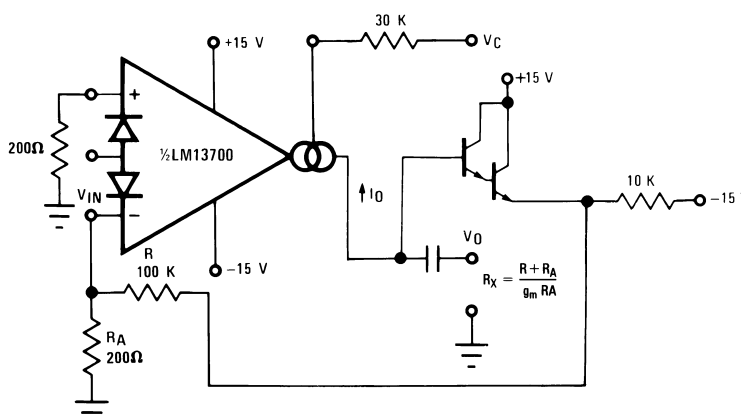 30 K
+15 V
V_C
+15 V
+
200Ω
½LM13700
V_IN
–
I_O
10 K
–15
V_O
R
100 K
–15 V
R_X = R + R_A / g_m RA
R_A
200Ω